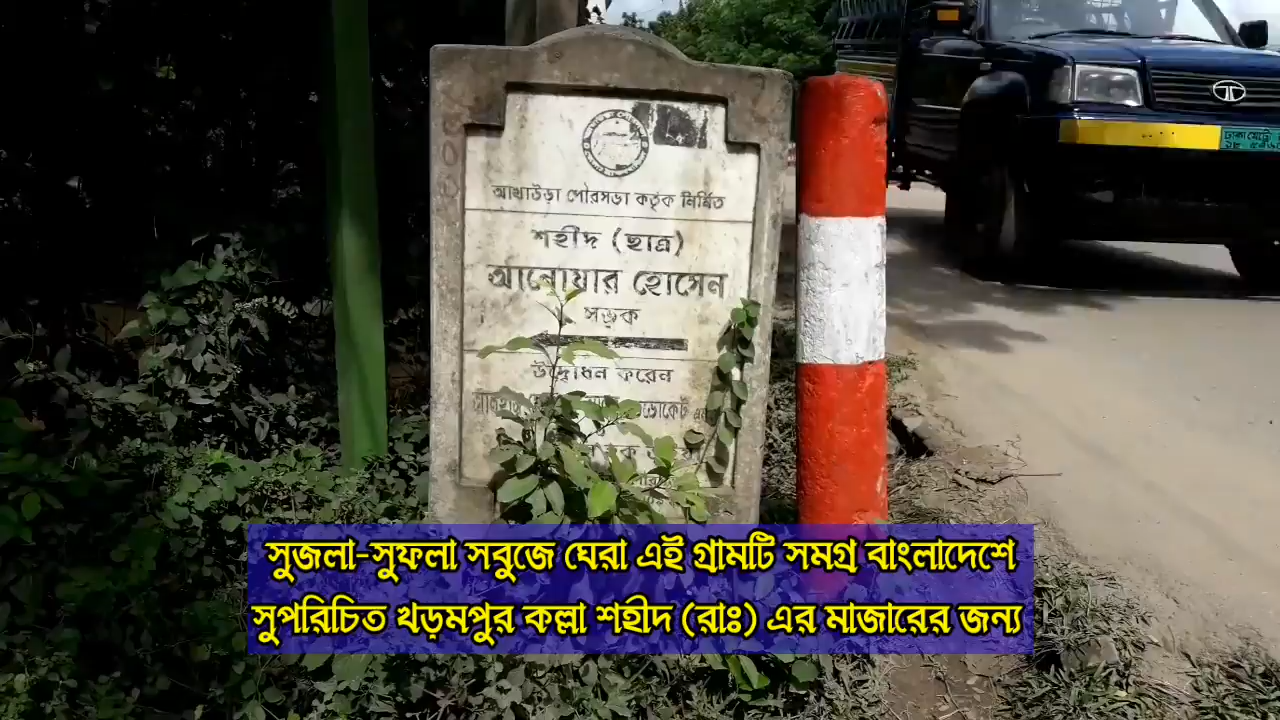 আখাউড়া পৌরসভা কর্তৃক নির্মিত
শহীদ (ছাত্র)
আনোয়ার হোসেন
সড়ক
উদ্বোধন করেন
TATA
ঢাকা মেট্রো
সুজলা-সুফলা সবুজে ঘেরা এই গ্রামটি সমগ্র বাংলাদেশে
সুপরিচিত খড়মপুর কল্লা শহীদ (রাঃ) এর মাজারের জন্য